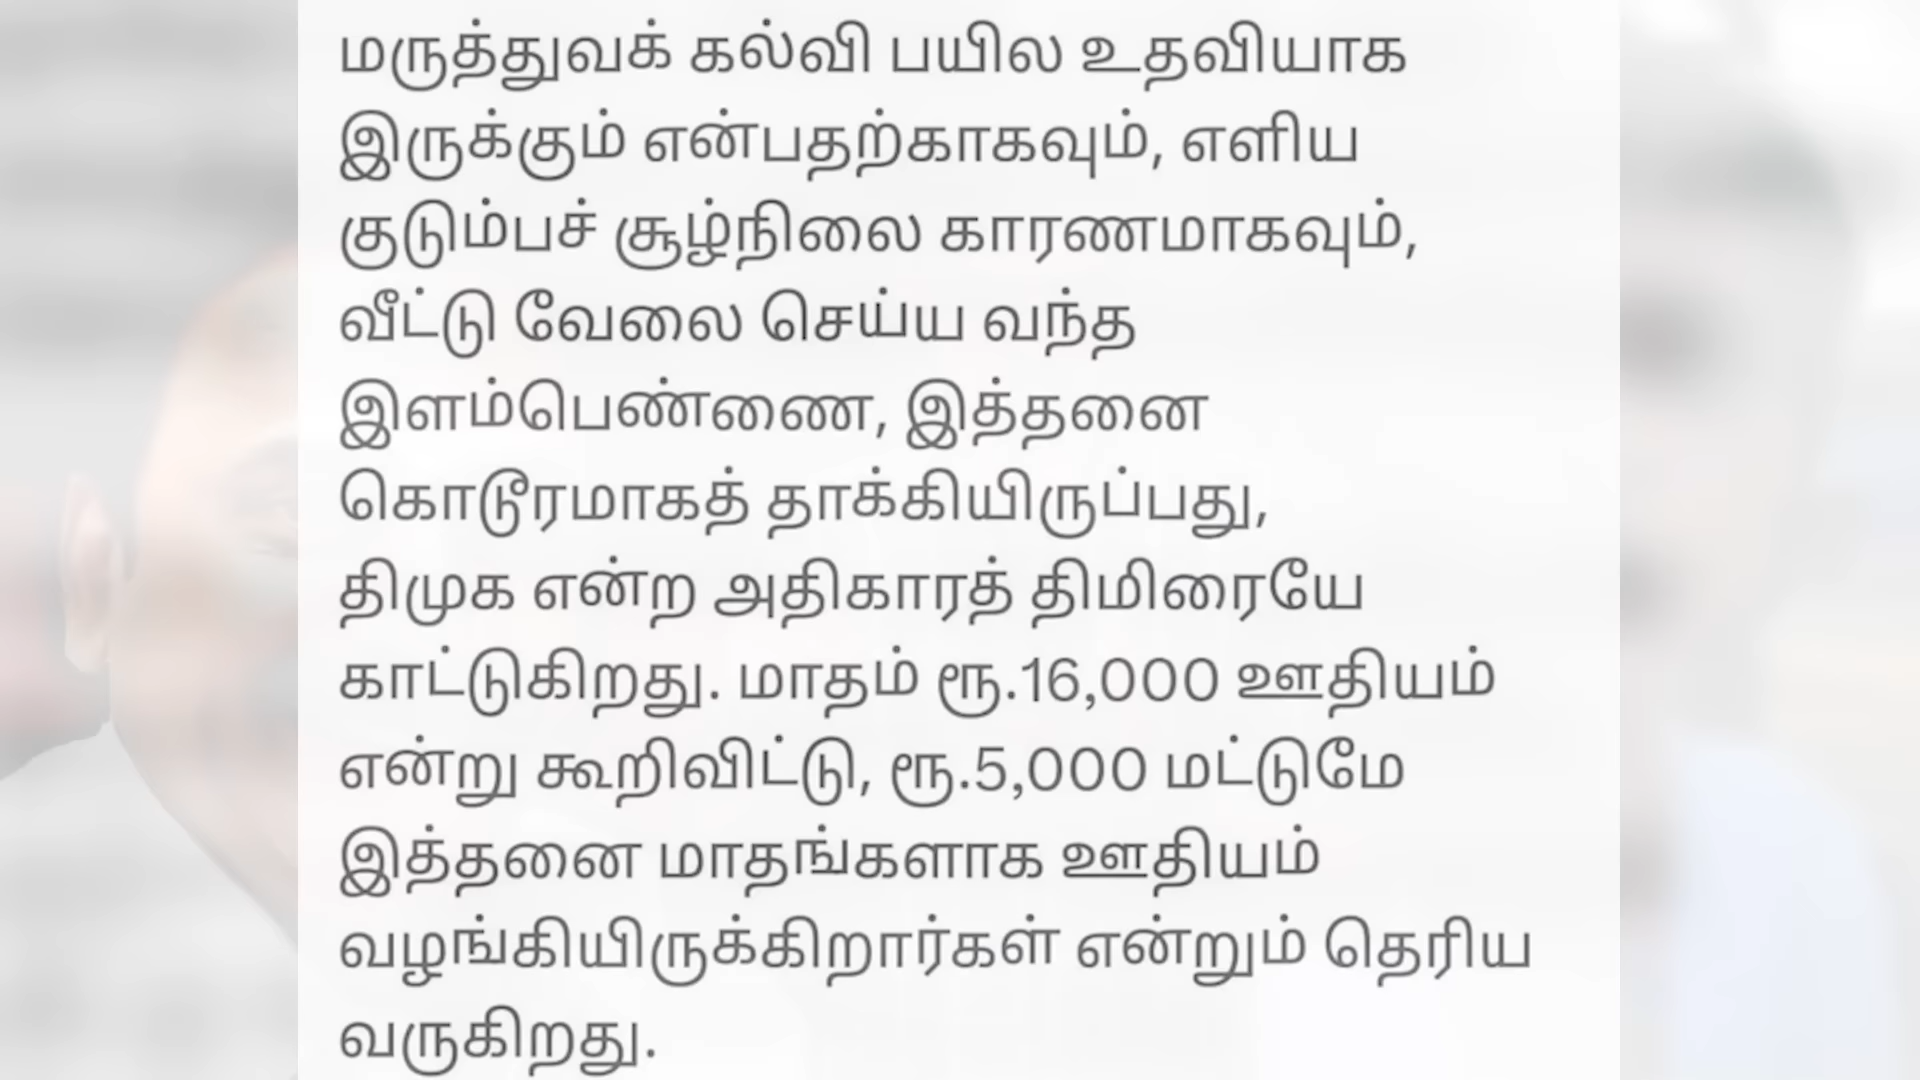 மருத்துவக் கல்வி பயில உதவியாக
இருக்கும் என்பதற்காகவும், எளிய
குடும்பச் சூழ்நிலை காரணமாகவும்,
வீட்டு வேலை செய்ய வந்த
இளம்பெண்ணை, இத்தனை
கொடூரமாகத் தாக்கியிருப்பது,
திமுக என்ற அதிகாரத் திமிரையே
காட்டுகிறது. மாதம் ரூ.16,000 ஊதியம்
என்று கூறிவிட்டு, ரூ.5,000 மட்டுமே
இத்தனை மாதங்களாக ஊதியம்
வழங்கியிருக்கிறார்கள் என்றும் தெரிய
வருகிறது.